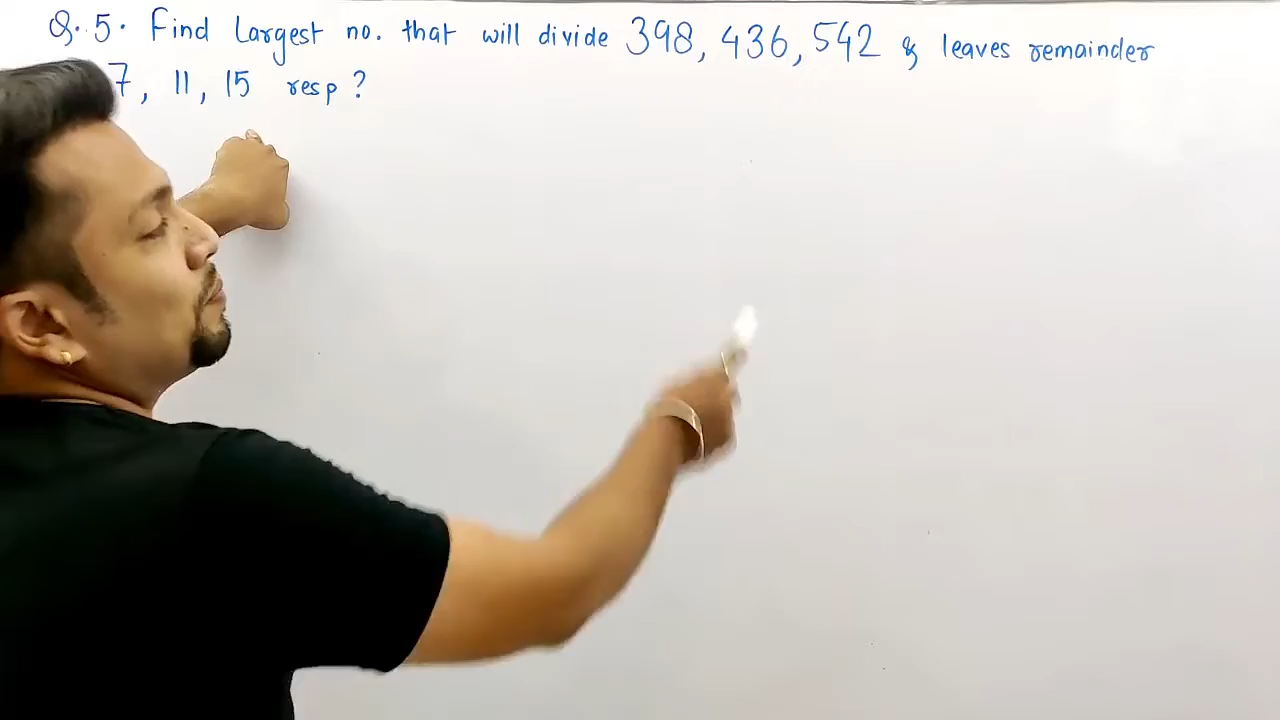 Q. 5. Find largest no. that will divide 398, 436, 542 & leaves remainder
7, 11, 15 resp ?